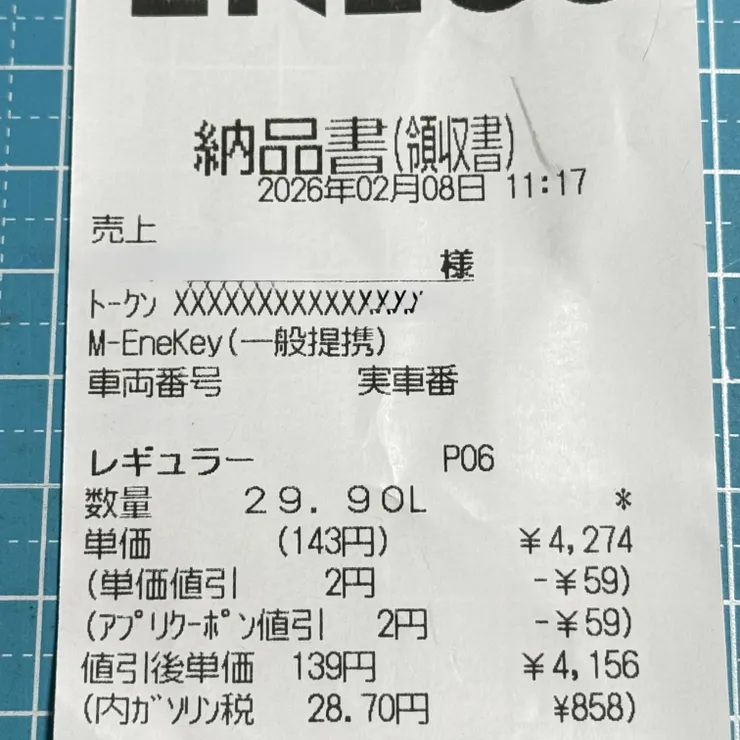 納品書(領収書)
2026年02月08日 11:17
売上
様
ﾄｰｸﾝ XXXXXXXXXXXXXXXX
M-EneKey(一般提携)
車両番号 実車番
レギュラー P06
数量 29.90L *
単価 (143円) ¥4,274
(単価値引 2円 -¥59)
(ｱﾌﾟﾘｸｰﾎﾟﾝ値引 2円 -¥59)
値引後単価 139円 ¥4,156
(内ｶﾞｿﾘﾝ税 28.70円 ¥858)